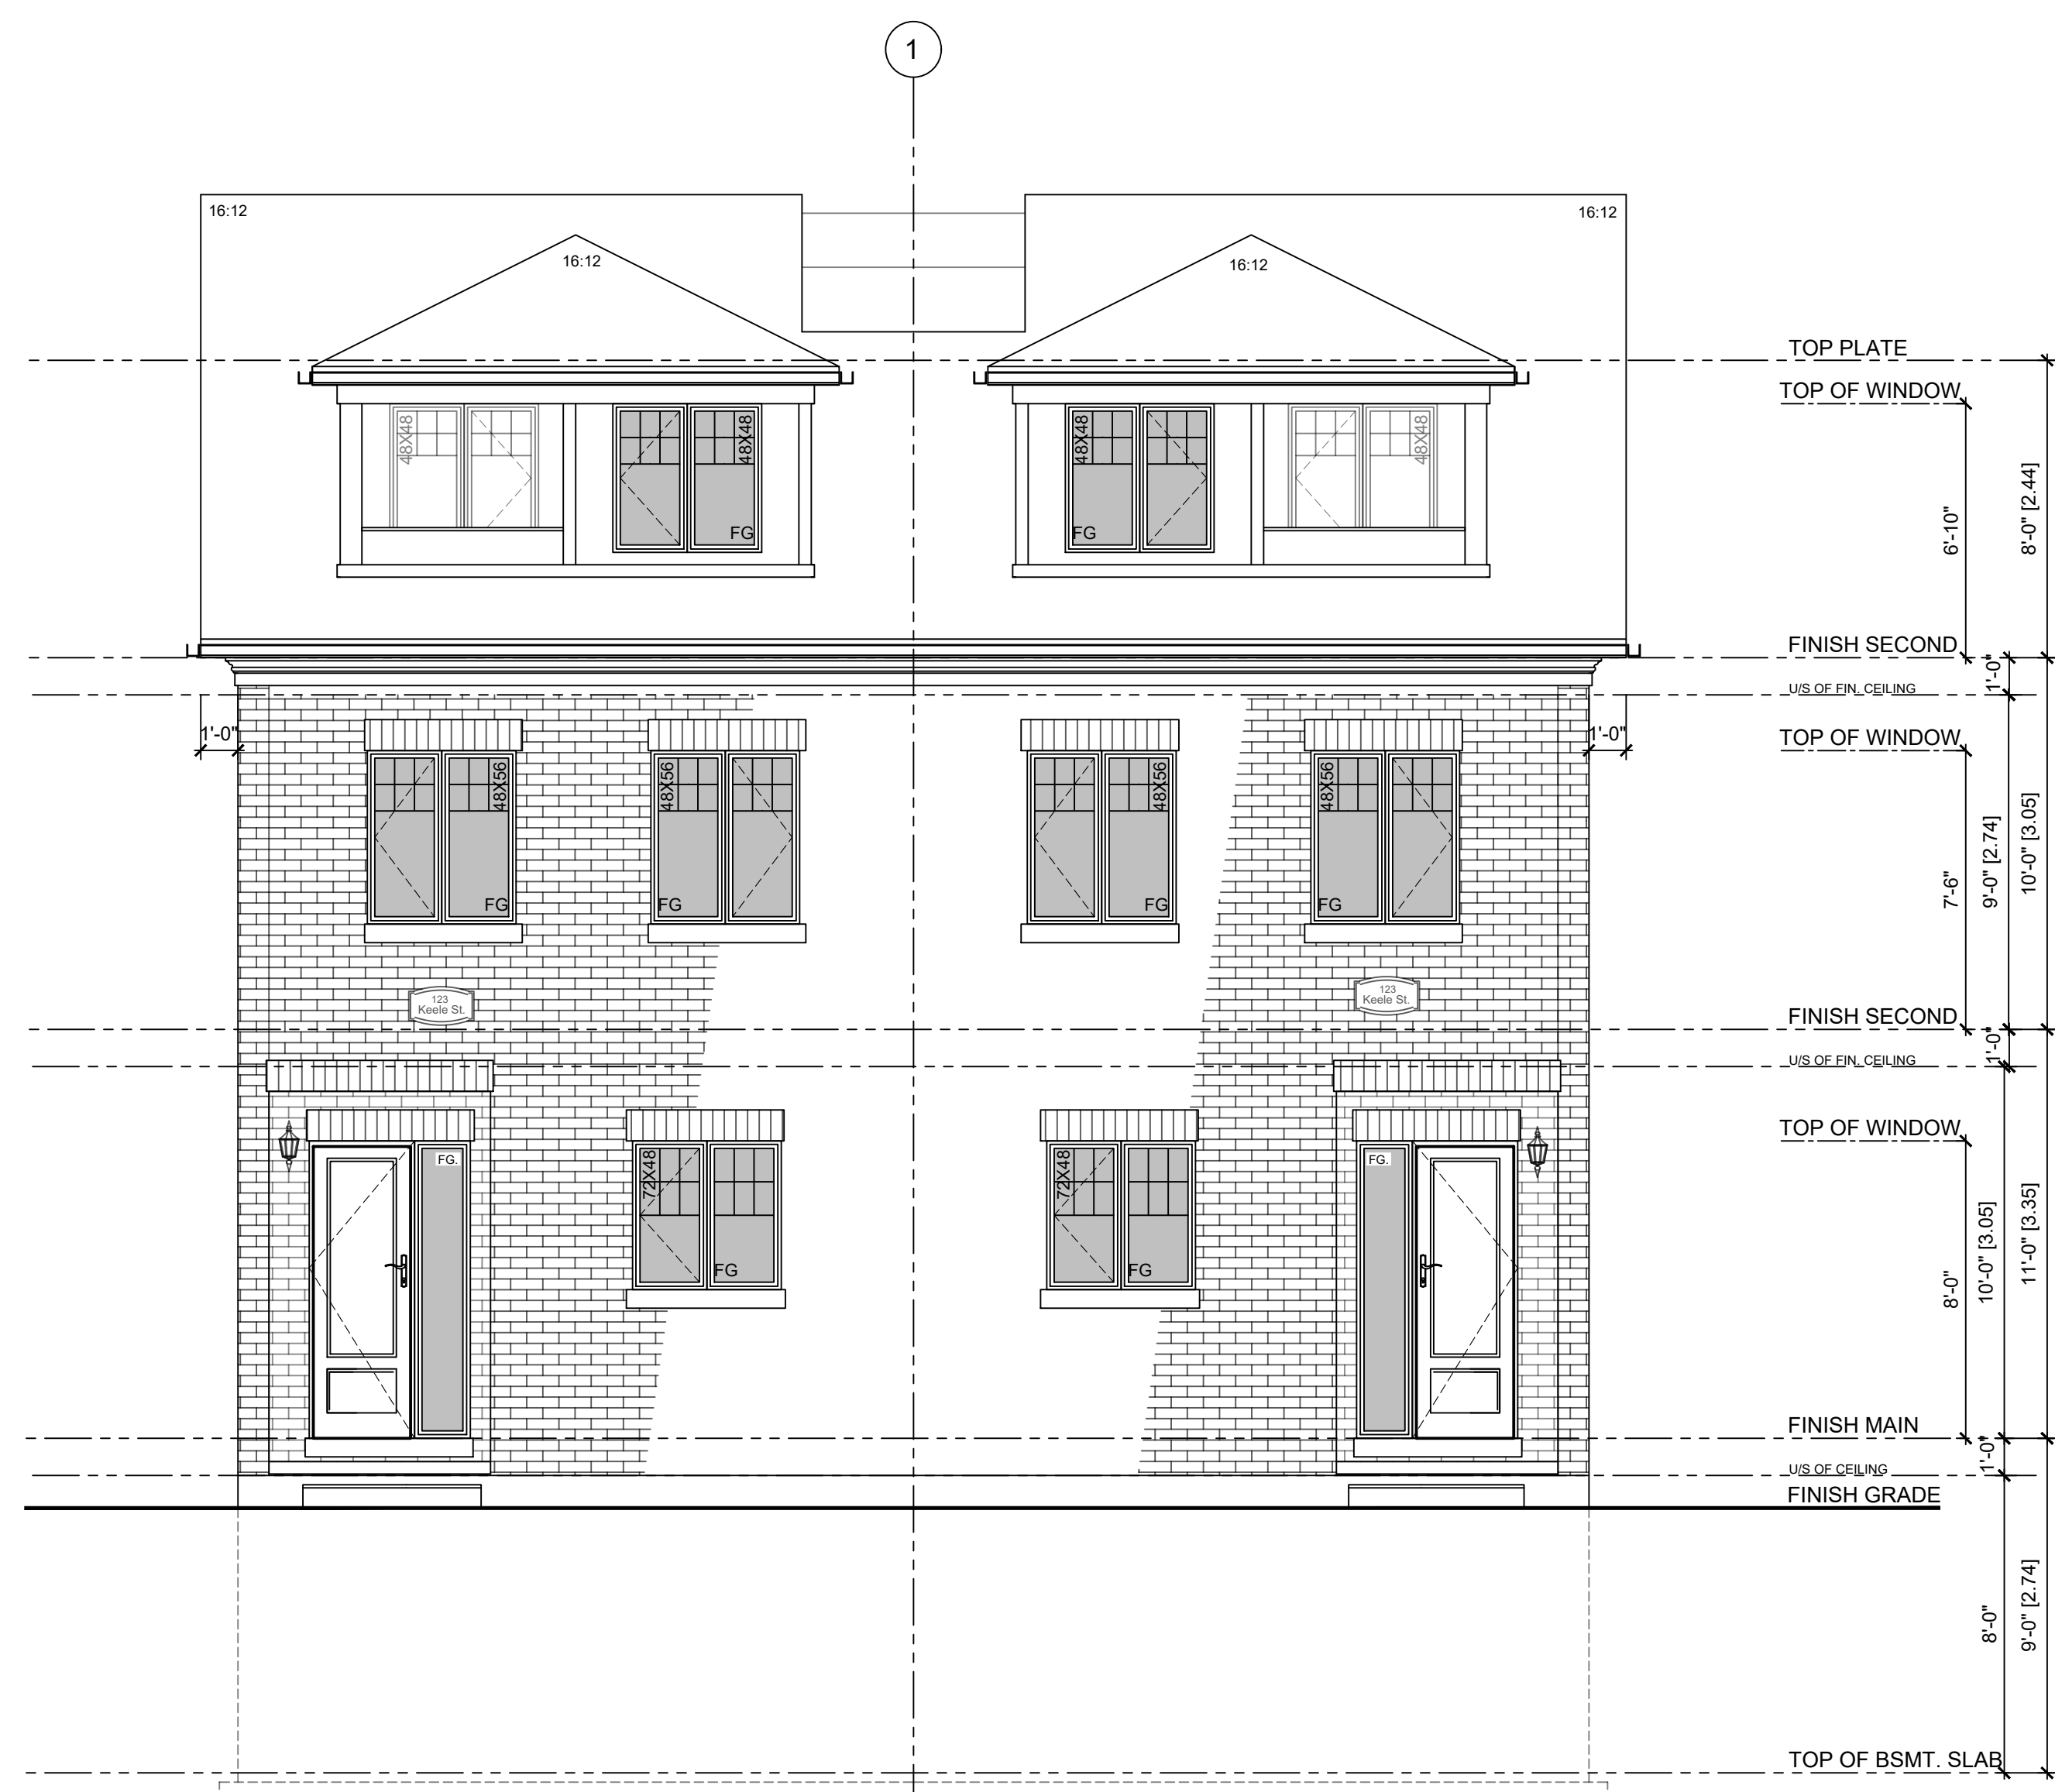 1
16:12
16:12
16:12
16:12
TOP PLATE
TOP OF WINDOW
48X48
48X48
48X48
48X48
FG
FG
6'-10"
8'-0" [2.44]
FINISH SECOND
1'-0"
U/S OF FIN. CEILING
1'-0"
1'-0"
TOP OF WINDOW
48X56
48X56
48X56
48X56
FG
FG
FG
FG
7'-6"
9'-0" [2.74]
10'-0" [3.05]
123
Keele St.
123
Keele St.
FINISH SECOND
1'-0"
U/S OF FIN. CEILING
TOP OF WINDOW
FG.
72X48
72X48
FG.
FG
FG
8'-0"
10'-0" [3.05]
11'-0" [3.35]
FINISH MAIN
1'-0"
U/S OF CEILING
FINISH GRADE
8'-0"
9'-0" [2.74]
TOP OF BSMT. SLAB